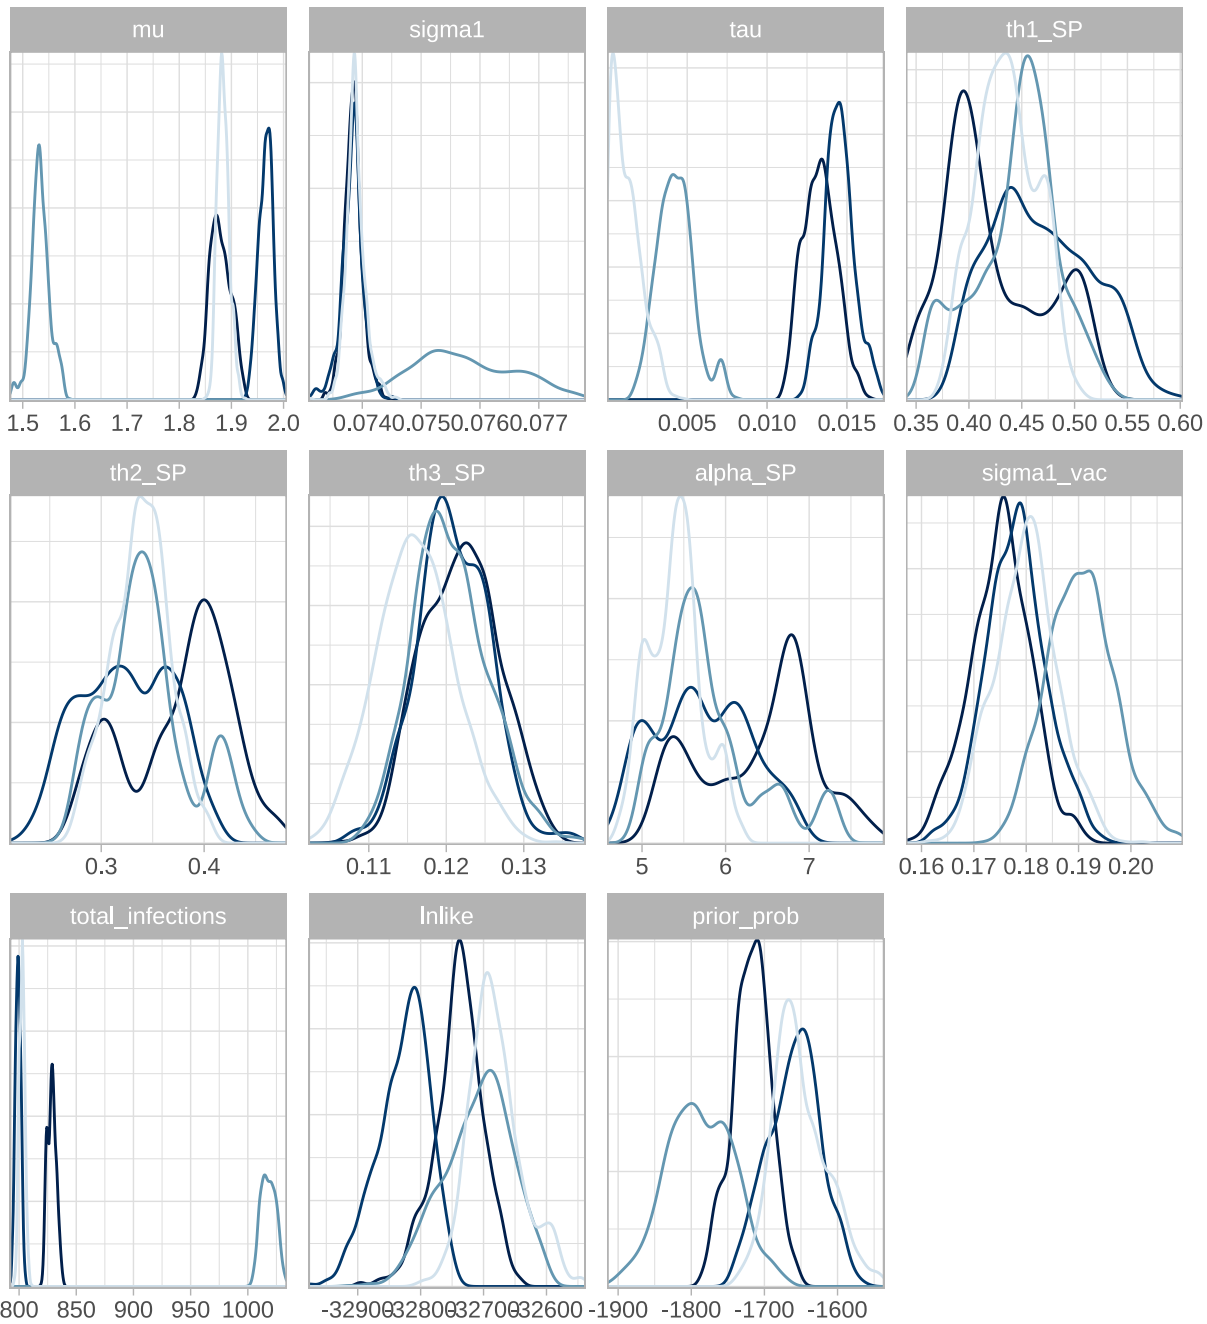 mu sigma1 tau th1_SP
1.5 1.6 1.7 1.8 1.9 2.0 0.0740 0.0750 0.0760 0.077 0.005 0.010 0.015 0.35 0.40 0.45 0.50 0.55 0.60
th2_SP th3_SP alpha_SP sigma1_vac
0.3 0.4 0.11 0.12 0.13 5 6 7 0.16 0.17 0.18 0.19 0.20
total_infections lnlike prior_prob
800 850 900 950 1000 -32900 -32800 -32700 -32600 -1900 -1800 -1700 -1600